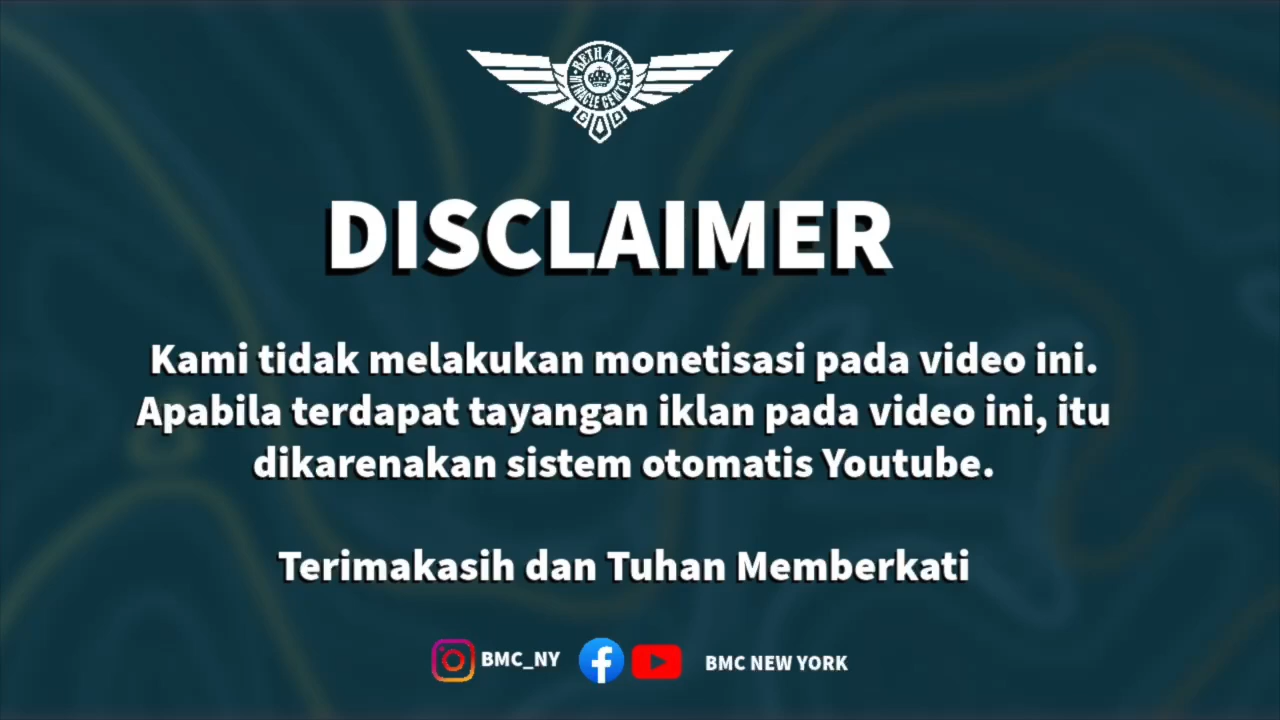 BETHANY
MIRACLE CENTER
DISCLAIMER
Kami tidak melakukan monetisasi pada video ini.
Apabila terdapat tayangan iklan pada video ini, itu
dikarenakan sistem otomatis Youtube.
Terimakasih dan Tuhan Memberkati
BMC_NY
BMC NEW YORK